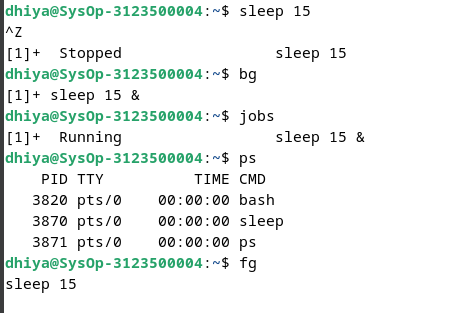 dhiya@SysOp-3123500004:~$ sleep 15
^Z
[1]+  Stopped                 sleep 15
dhiya@SysOp-3123500004:~$ bg
[1]+ sleep 15 &
dhiya@SysOp-3123500004:~$ jobs
[1]+  Running                 sleep 15 &
dhiya@SysOp-3123500004:~$ ps
    PID TTY          TIME CMD
   3820 pts/0    00:00:00 bash
   3870 pts/0    00:00:00 sleep
   3871 pts/0    00:00:00 ps
dhiya@SysOp-3123500004:~$ fg
sleep 15